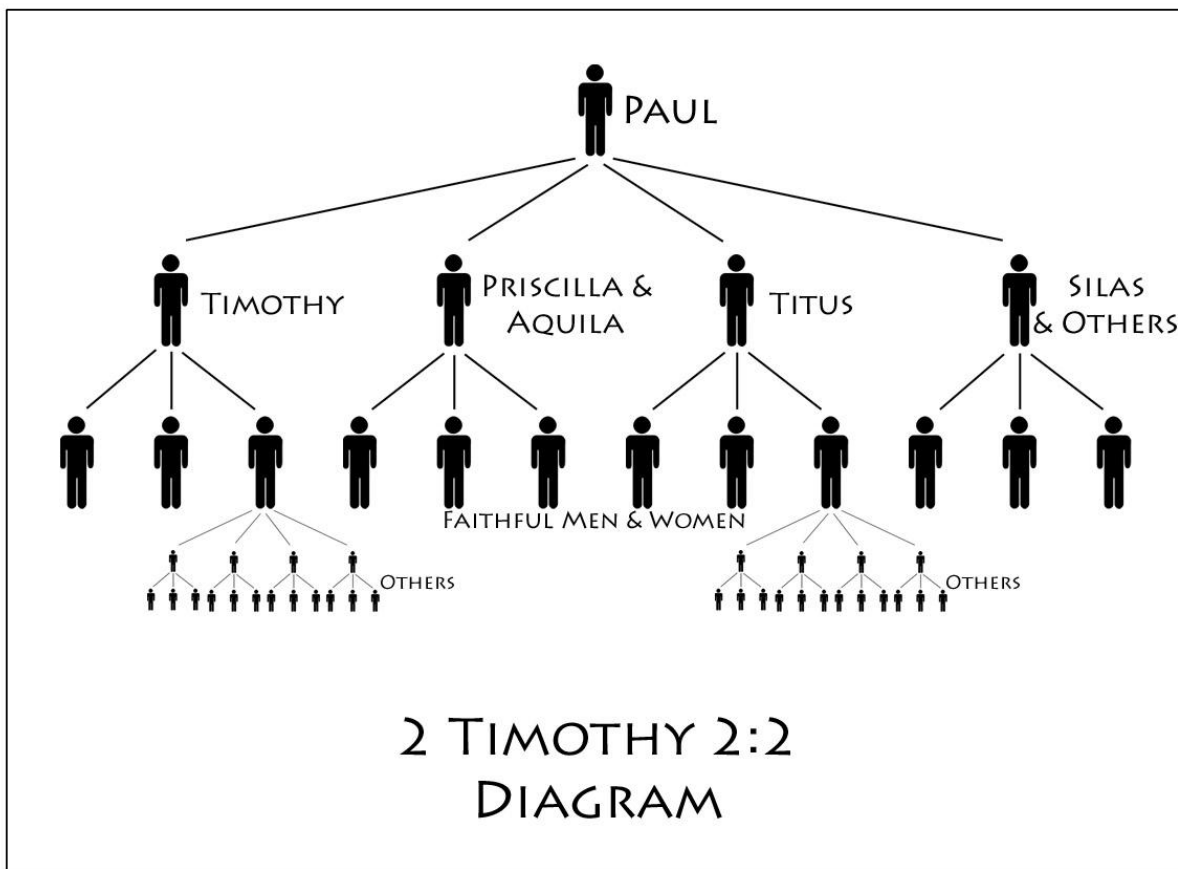 Paul
Timothy
Priscilla &
Aquila
Titus
Silas
& Others
Faithful Men & Women
Others
Others
2 Timothy 2:2
Diagram